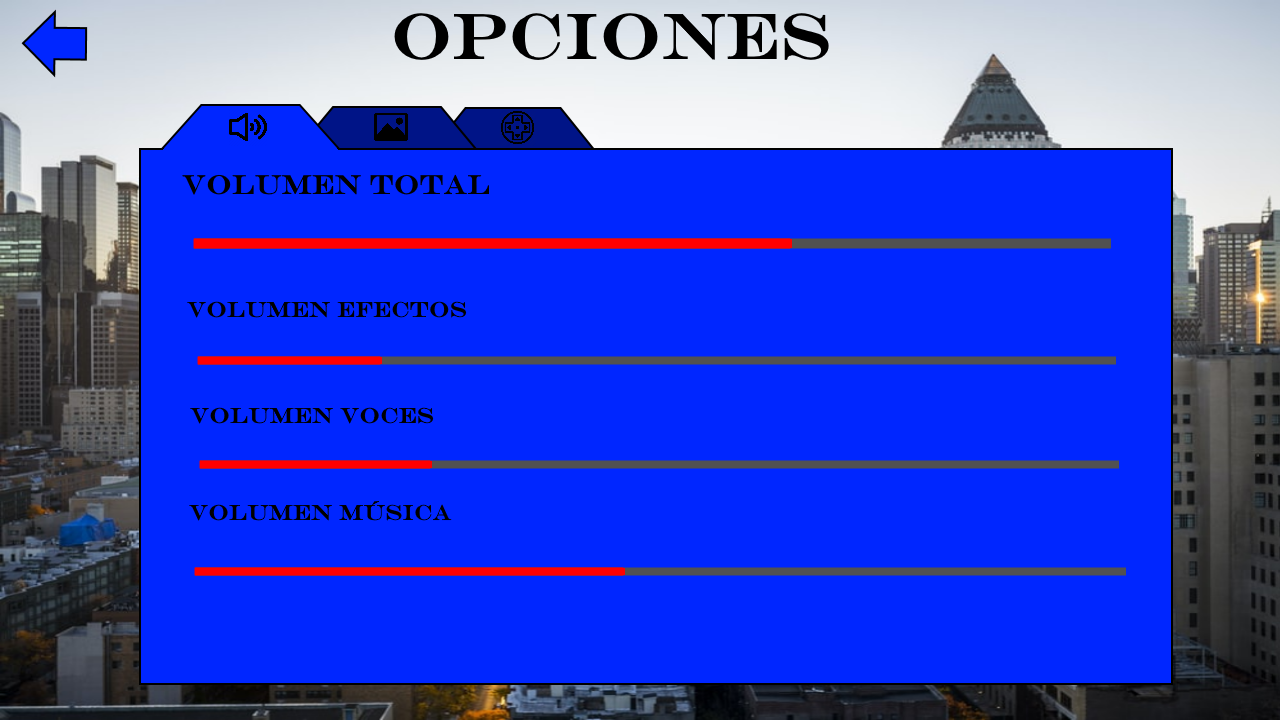 OPCIONES
VOLUMEN TOTAL
VOLUMEN EFECTOS
VOLUMEN VOCES
VOLUMEN MÚSICA